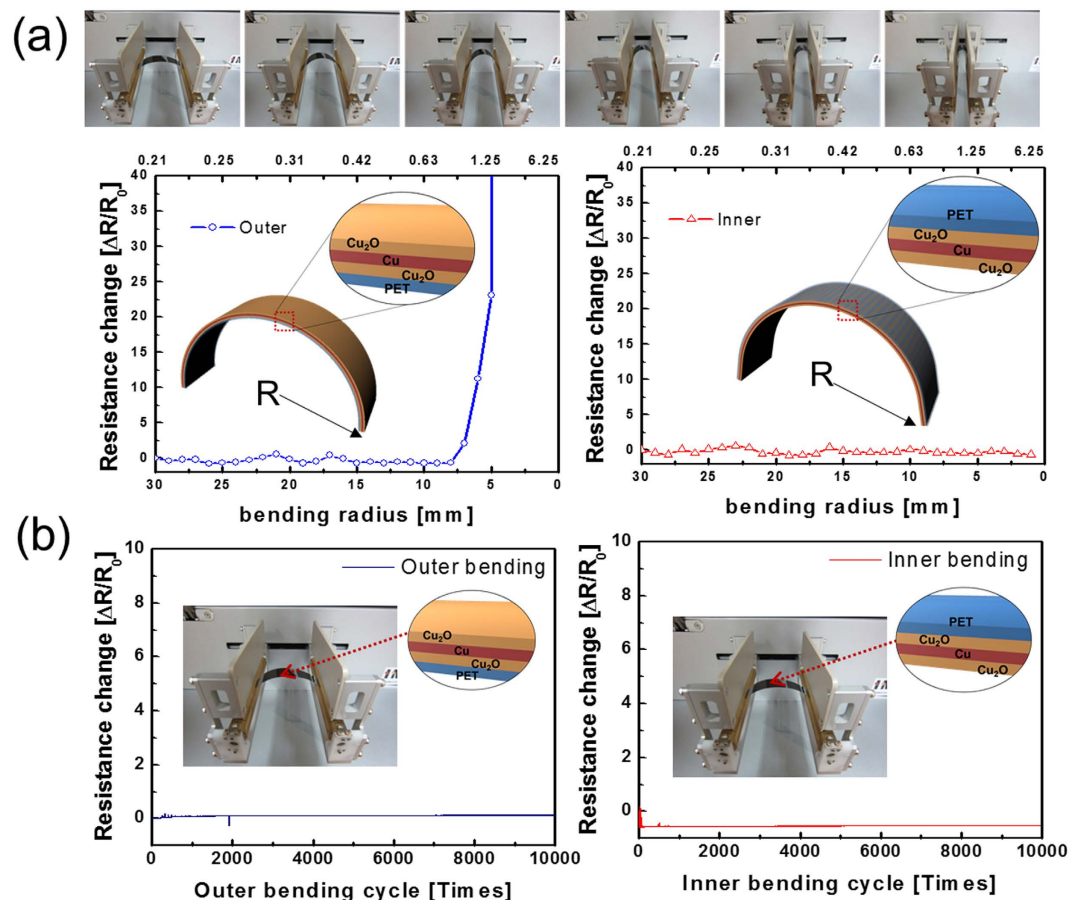 (a)
0.21 0.25 0.31 0.42 0.63 1.25 6.25
Resistance change [ΔR/R₀]
40
35
30
25
20
15
10
5
0
Outer
Cu₂O
Cu
Cu₂O
PET
R
30 25 20 15 10 5 0
bending radius [mm]
0.21 0.25 0.31 0.42 0.63 1.25 6.25
Resistance change [ΔR/R₀]
40
35
30
25
20
15
10
5
0
Inner
PET
Cu₂O
Cu
Cu₂O
R
30 25 20 15 10 5 0
bending radius [mm]
(b)
Resistance change [ΔR/R₀]
10
8
6
4
2
0
Outer bending
Cu₂O
Cu
Cu₂O
PET
0 2000 4000 6000 8000 10000
Outer bending cycle [Times]
Resistance change [ΔR/R₀]
10
8
6
4
2
0
Inner bending
PET
Cu₂O
Cu
Cu₂O
0 2000 4000 6000 8000 10000
Inner bending cycle [Times]